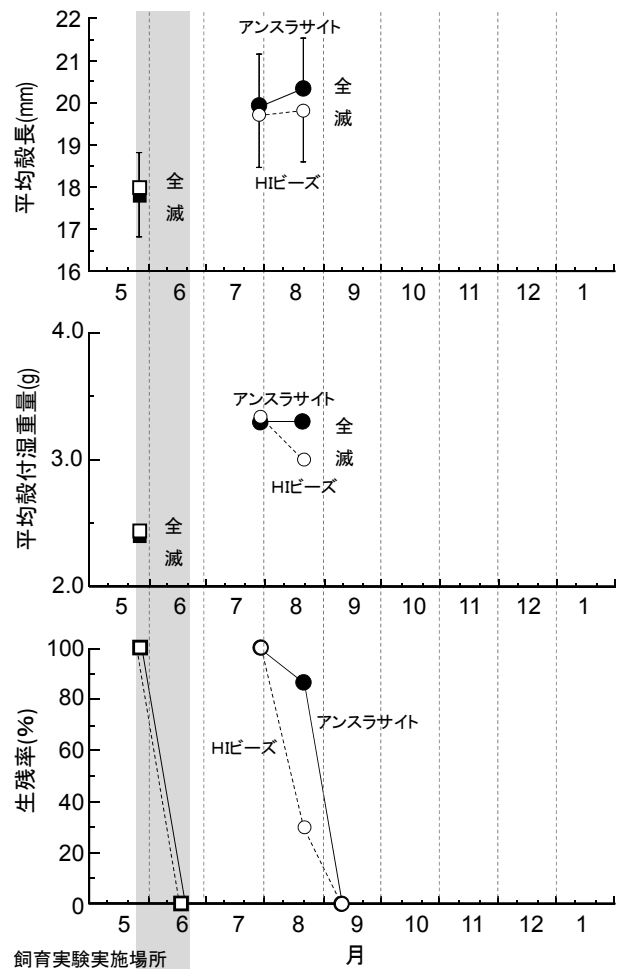 平均殻長(mm)
22
21
20
19
18
17
16
アンスラサイト
HIビーズ
全
滅
全
滅
5 6 7 8 9 10 11 12 1
平均殻付湿重量(g)
4.0
3.0
2.0
アンスラサイト
HIビーズ
全
滅
全
滅
5 6 7 8 9 10 11 12 1
生残率(%)
100
80
60
40
20
0
HIビーズ
アンスラサイト
5 6 7 8 9 10 11 12 1
飼育実験実施場所
月